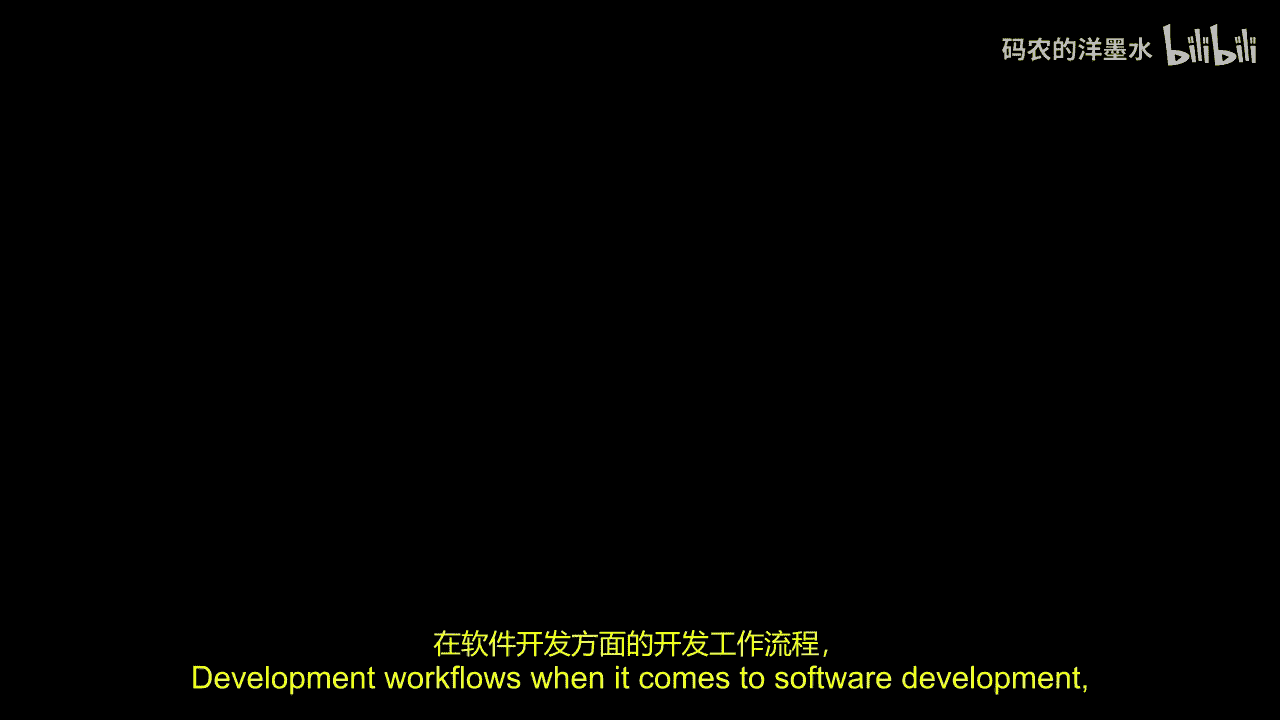 码农的洋墨水 bilibili
在软件开发方面的开发工作流程，
Development workflows when it comes to software development,